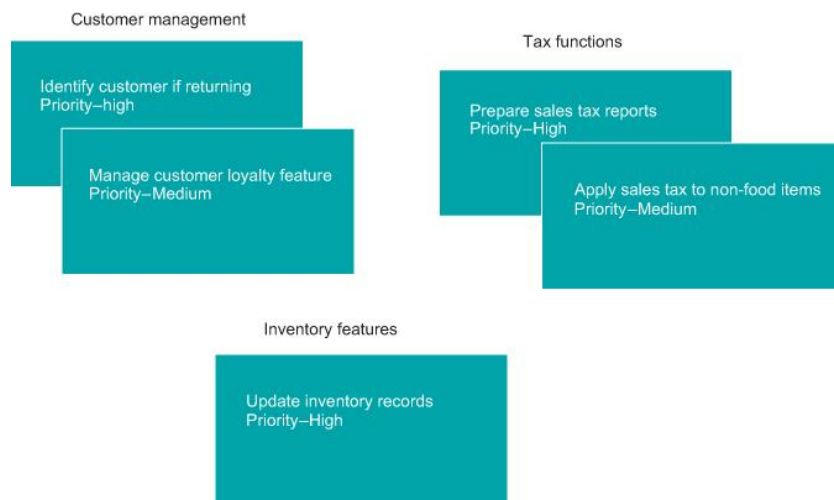 Customer management
Identify customer if returning
Priority–high
Manage customer loyalty feature
Priority–Medium
Tax functions
Prepare sales tax reports
Priority–High
Apply sales tax to non-food items
Priority–Medium
Inventory features
Update inventory records
Priority–High